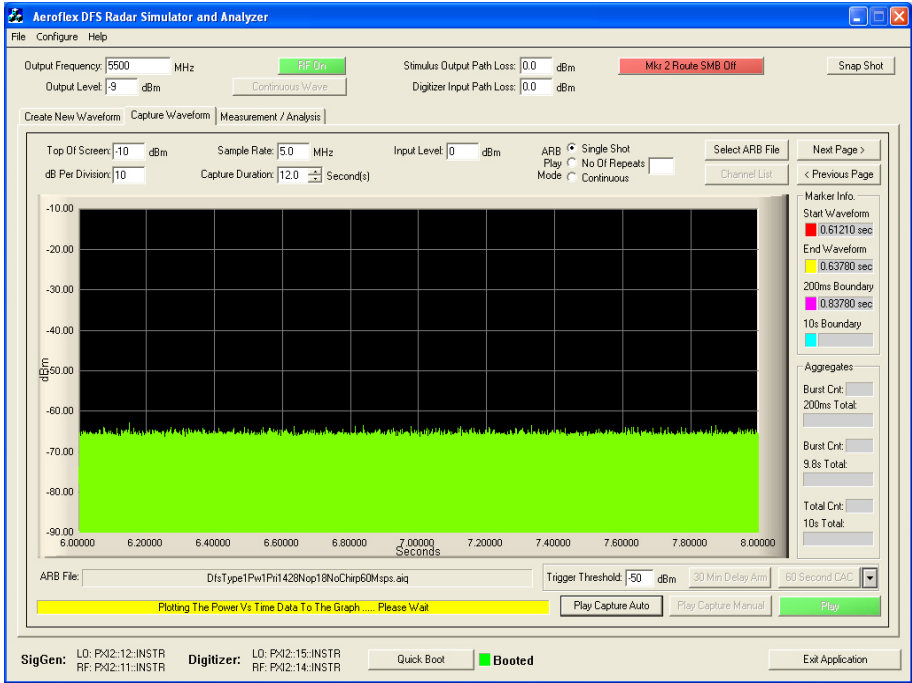 Aeroflex DFS Radar Simulator and Analyzer
File Configure Help
Output Frequency: 5500 MHz RF On Stimulus Output Path Loss: 0.0 dBm Mkr 2 Route SMB Off Snap Shot
Output Level: -9 dBm Continuous Wave Digitizer Input Path Loss: 0.0 dBm
Create New Waveform Capture Waveform Measurement / Analysis
Top Of Screen: -10 dBm Sample Rate: 5.0 MHz Input Level: 0 dBm ARB Single Shot Select ARB File Next Page >
Play No Of Repeats
dB Per Division: 10 Capture Duration: 12.0 Second(s) Mode Continuous Channel List < Previous Page
Marker Info.
-10.00
Start Waveform
0.61210 sec
-20.00
End Waveform
0.63780 sec
-30.00
200ms Boundary
0.83780 sec
-40.00
10s Boundary
dBm
-50.00
Aggregates
Burst Cnt:
-60.00
200ms Total:
-70.00
Burst Cnt:
9.8s Total:
-80.00
Total Cnt:
10s Total:
-90.00
6.00000 6.20000 6.40000 6.60000 6.80000 7.00000 7.20000 7.40000 7.60000 7.80000 8.00000
Seconds
ARB File: DfsType1Pw1Pri1428Nop18NoChirp60Msps.aiq Trigger Threshold: -50 dBm 30 Min Delay Arm 60 Second CAC
Plotting The Power Vs Time Data To The Graph ..... Please Wait Play Capture Auto Play Capture Manual Play
SigGen: LO: PXI2::12::INSTR Digitizer: LO: PXI2::15::INSTR Quick Boot Booted Exit Application
RF: PXI2::11::INSTR RF: PXI2::14::INSTR